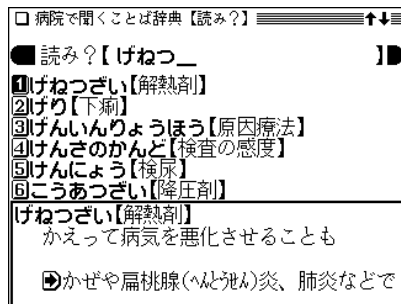 病院で聞くことば辞典【読み?】
読み?【げねつ_ 】
1げねつざい【解熱剤】
2げり【下痢】
3げんいんりょうほう【原因療法】
4けんさのかんど【検査の感度】
5けんにょう【検尿】
6こうあつざい【降圧剤】
げねつざい【解熱剤】
かえって病気を悪化させることも
➡かぜや扁桃腺(へんとうせん)炎、肺炎などで